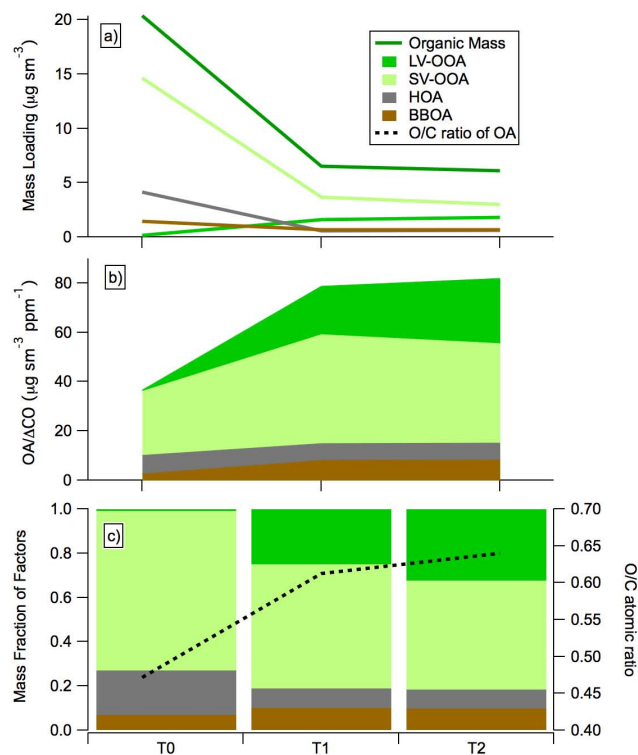 a)
Mass Loading (µg sm⁻³)
20
15
10
5
0
Organic Mass
LV-OOA
SV-OOA
HOA
BBOA
O/C ratio of OA
b)
OA/ΔCO (µg sm⁻³ ppm⁻¹)
80
60
40
20
0
c)
Mass Fraction of Factors
1.0
0.8
0.6
0.4
0.2
0.0
0.70
0.65
0.60
0.55
0.50
0.45
0.40
O/C atomic ratio
T0 T1 T2